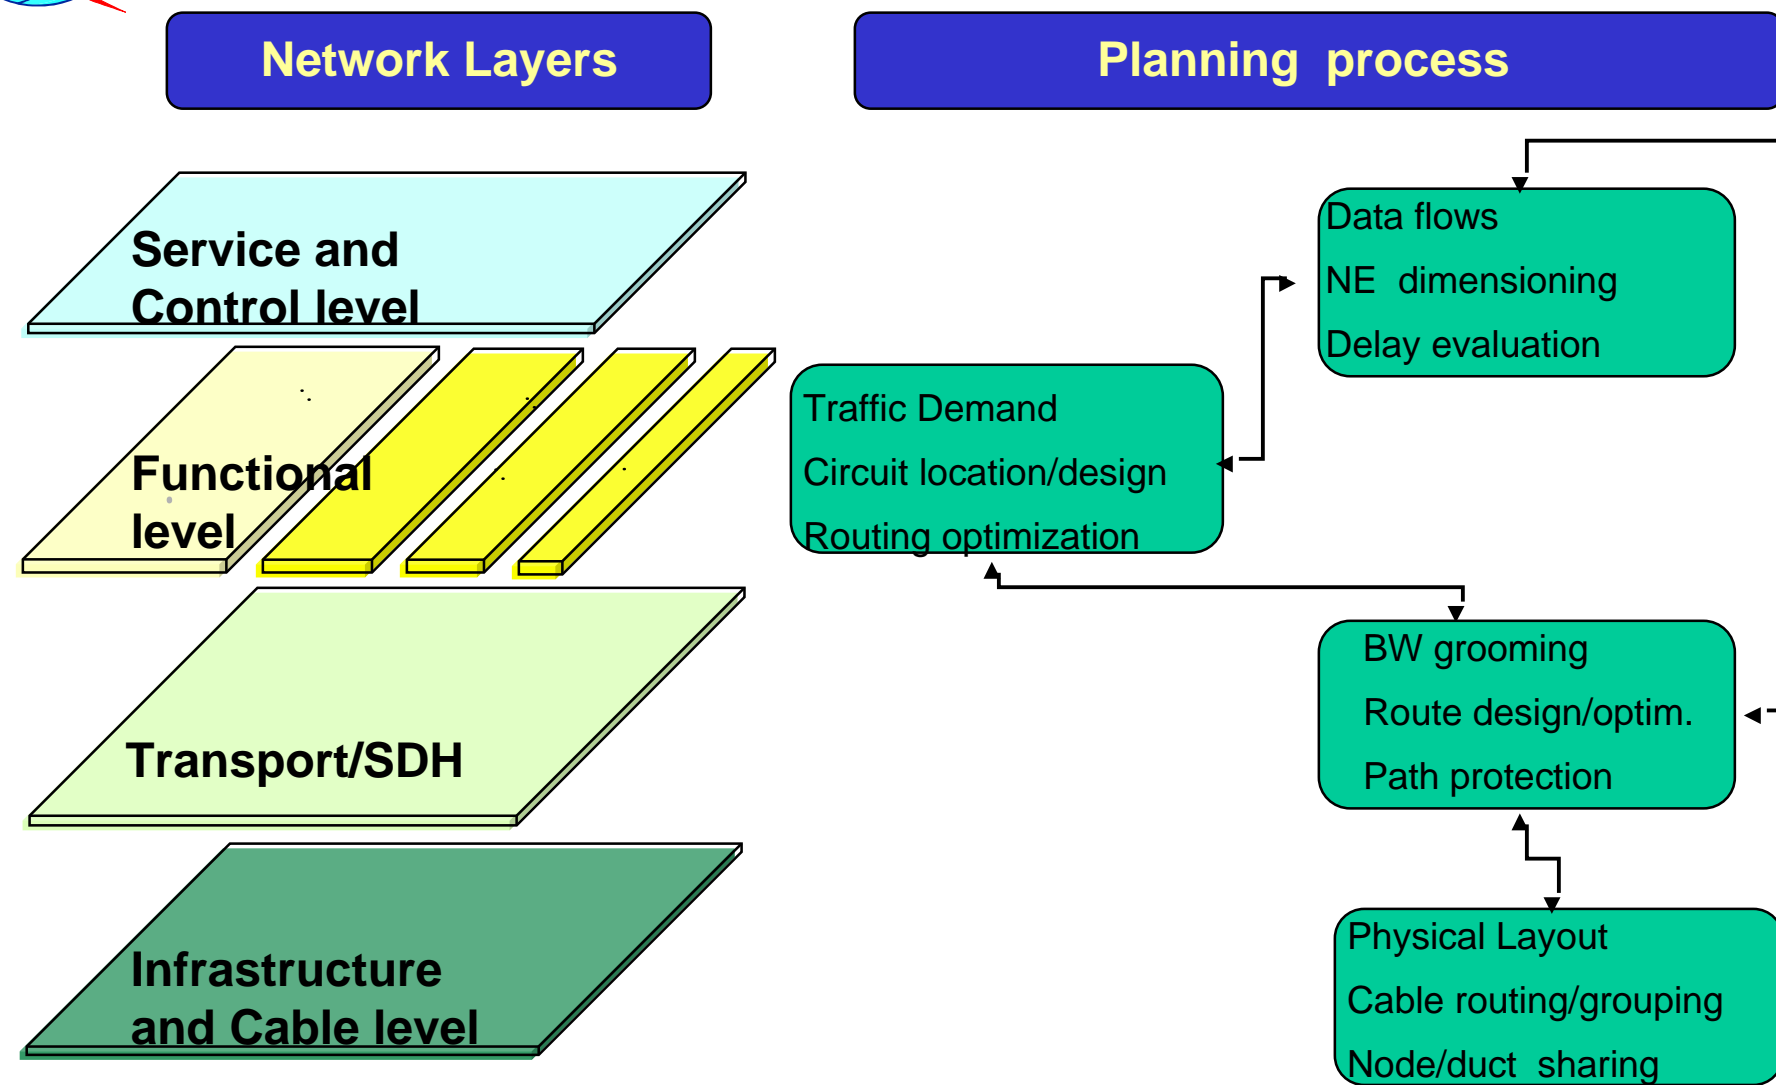 Network Layers
Planning process
Service and
Control level
Functional
level
Transport/SDH
Infrastructure
and Cable level
Data flows
NE dimensioning
Delay evaluation
Traffic Demand
Circuit location/design
Routing optimization
BW grooming
Route design/optim.
Path protection
Physical Layout
Cable routing/grouping
Node/duct sharing